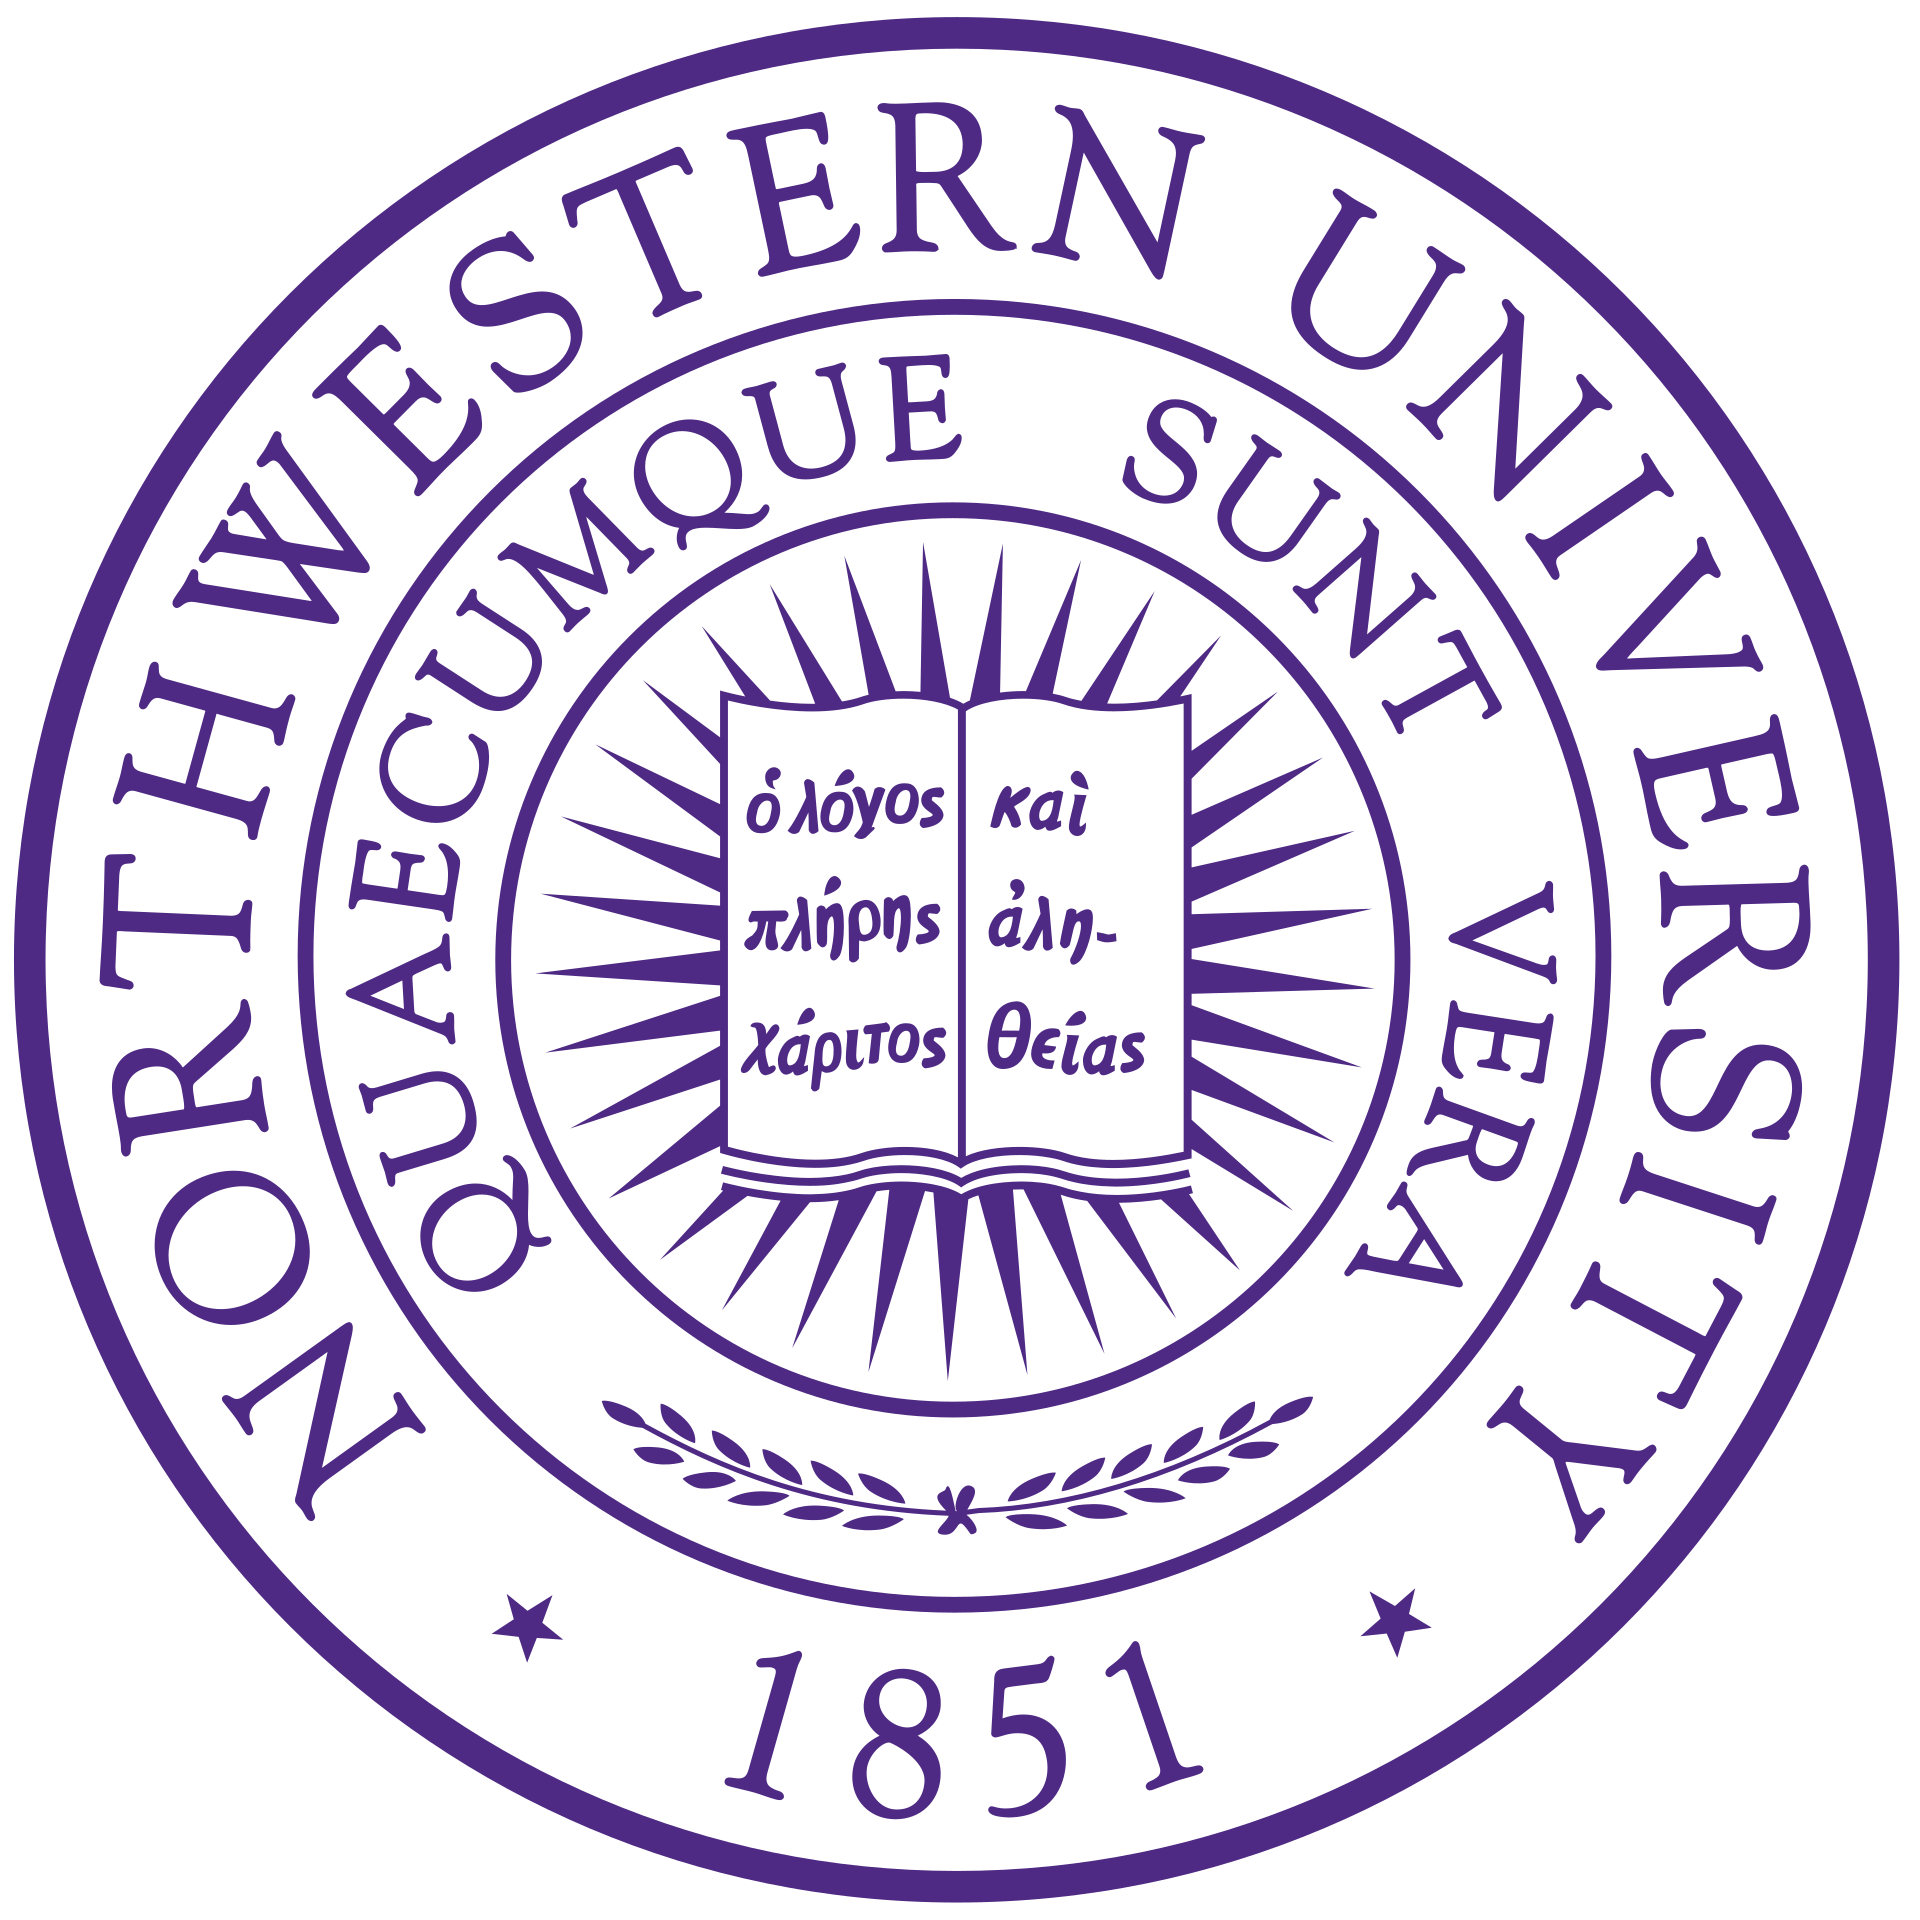 NORTHWESTERN UNIVERSITY
QUAECUMQUE SUNT VERA
ὁ λόγος
πλήρης
χάριτος
καὶ
ἀλη-
θείας
1851